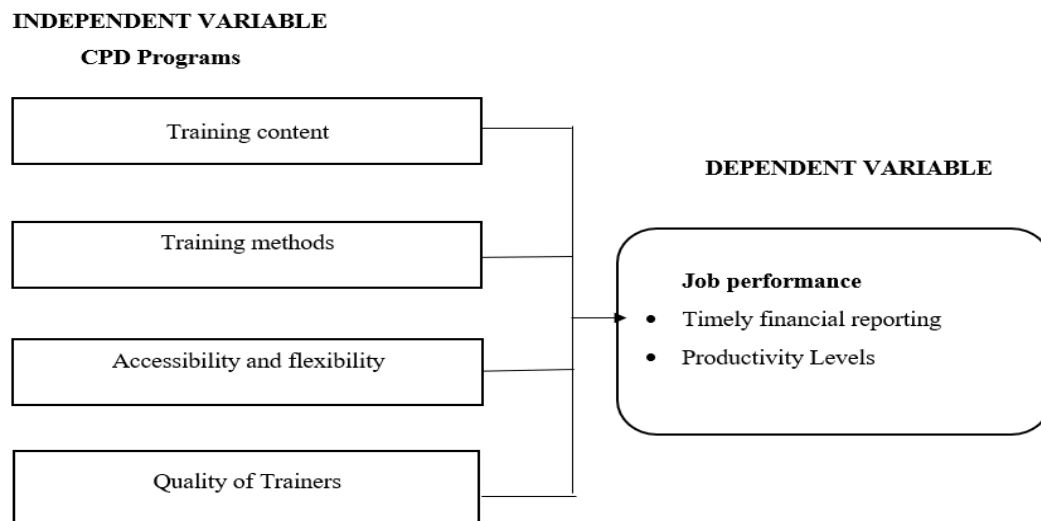 INDEPENDENT VARIABLE
CPD Programs
Training content
Training methods
Accessibility and flexibility
Quality of Trainers
DEPENDENT VARIABLE
Job performance
• Timely financial reporting
• Productivity Levels